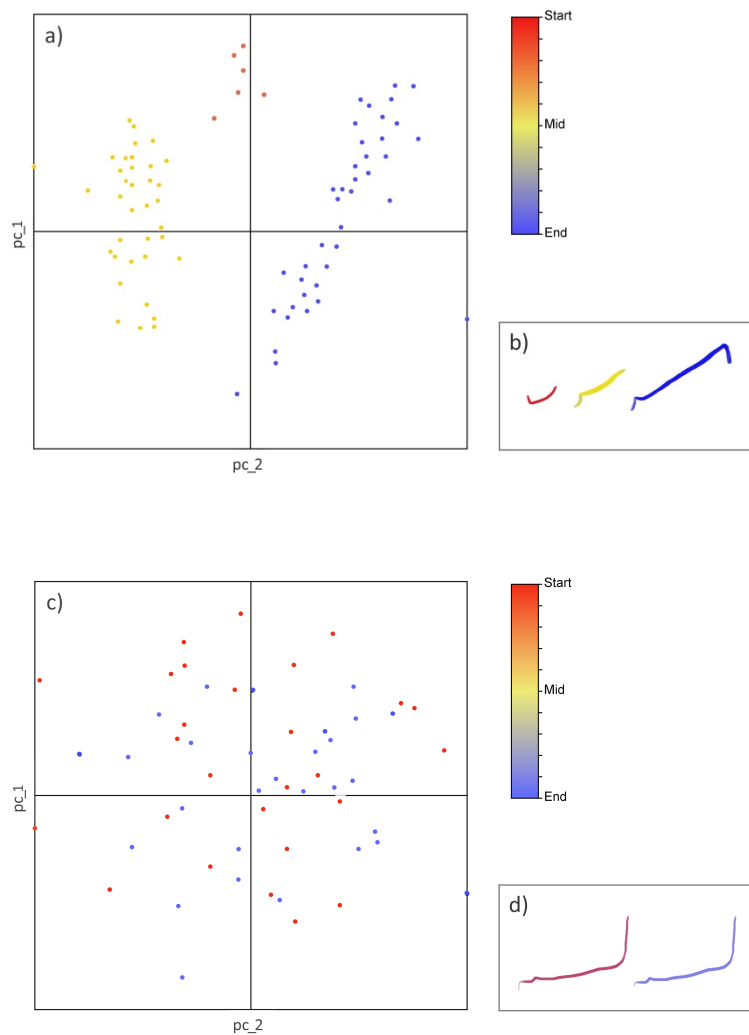 a)
Start
Mid
End
pc_1
pc_2
b)
c)
Start
Mid
End
pc_1
pc_2
d)